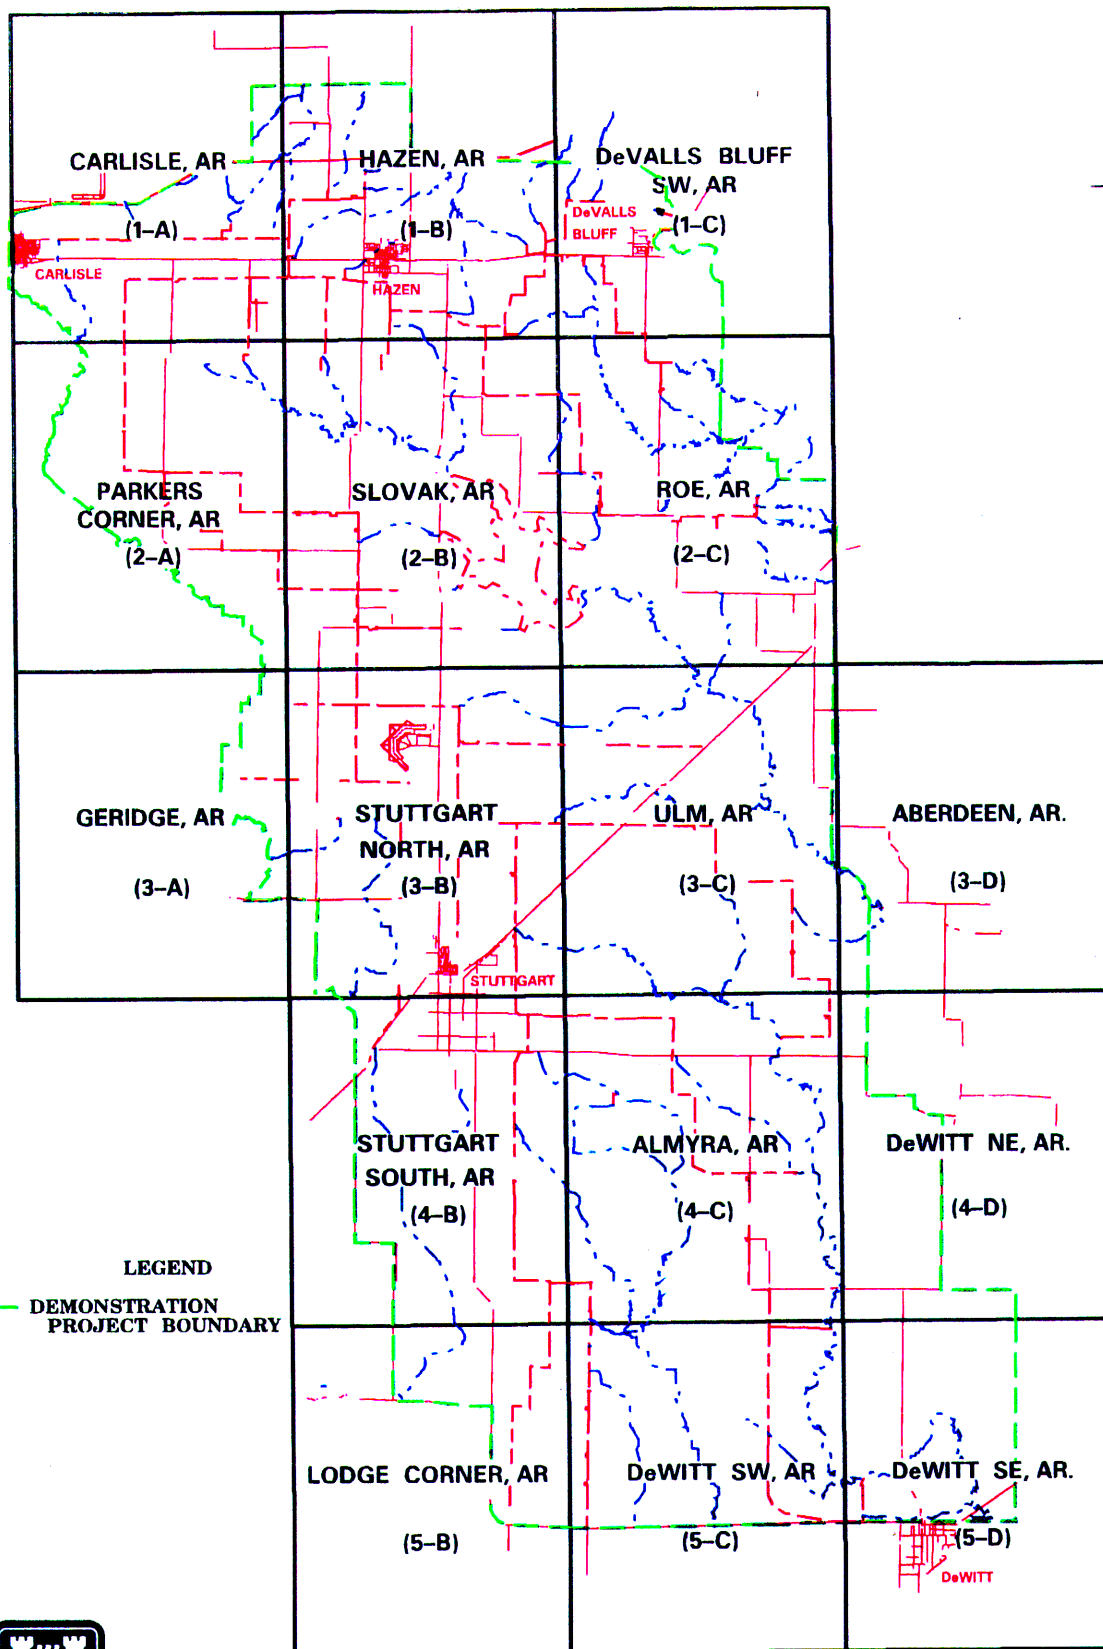 CARLISLE, AR
(1–A)
HAZEN, AR
(1–B)
DeVALLS BLUFF
SW, AR
(1–C)
DeVALLS
BLUFF
CARLISLE
HAZEN
PARKERS
CORNER, AR
(2–A)
SLOVAK, AR
(2–B)
ROE, AR
(2–C)
GERIDGE, AR
(3–A)
STUTTGART
NORTH, AR
(3–B)
ULM, AR
(3–C)
ABERDEEN, AR.
(3–D)
STUTTGART
STUTTGART
SOUTH, AR
(4–B)
ALMYRA, AR
(4–C)
DeWITT NE, AR.
(4–D)
LEGEND
DEMONSTRATION
PROJECT BOUNDARY
LODGE CORNER, AR
(5–B)
DeWITT SW, AR
(5–C)
DeWITT SE, AR.
(5–D)
DeWITT